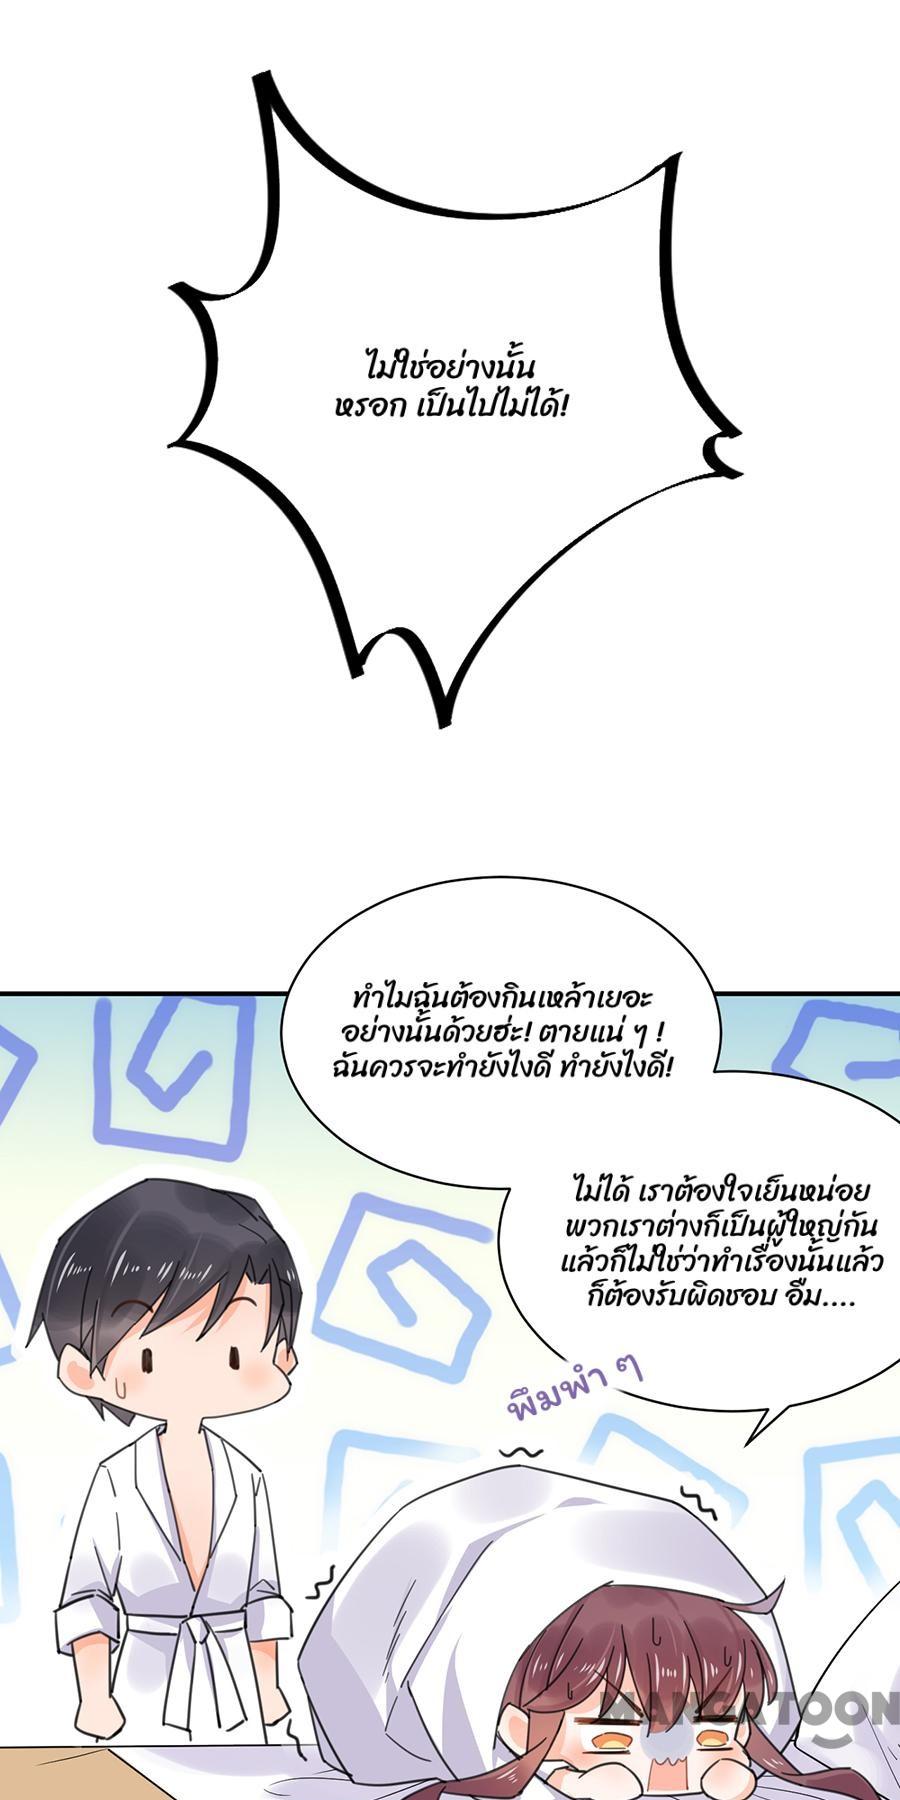 ไม่ใช่อย่างนั้น
หรอก เป็นไปไม่ได้!
ทำไมฉันต้องกินเหล้าเยอะ
อย่างนั้นด้วยฮ่ะ! ตายแน่ ๆ !
ฉันควรจะทำยังไงดี ทำยังไงดี!
ไม่ได้ เราต้องใจเย็นหน่อย
พวกเราต่างก็เป็นผู้ใหญ่กัน
แล้วก็ไม่ใช่ว่าทำเรื่องนั้นแล้ว
ก็ต้องรับผิดชอบ อืม....
พึมพำ ๆ
MANGATOON